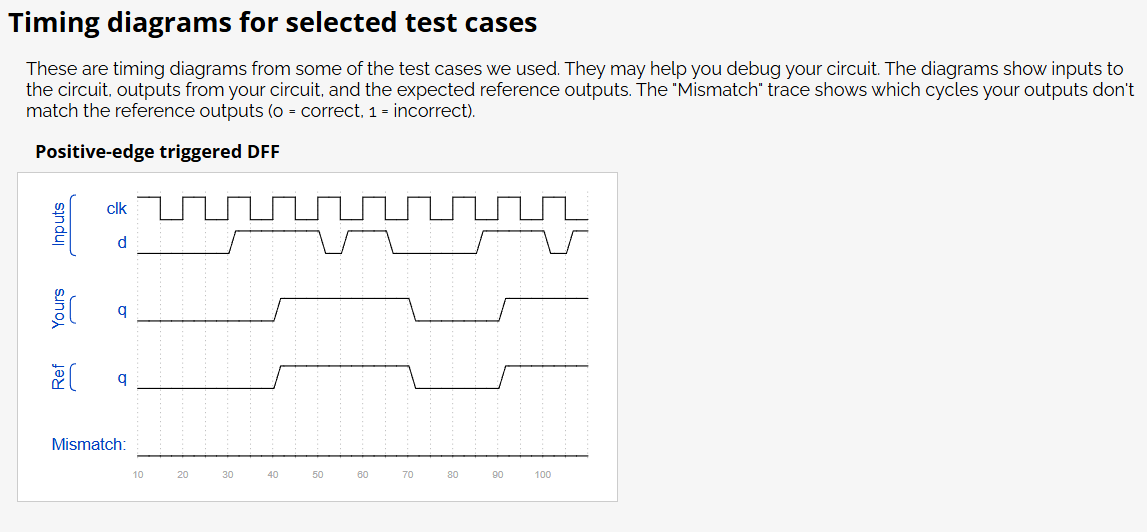 Timing diagrams for selected test cases
These are timing diagrams from some of the test cases we used. They may help you debug your circuit. The diagrams show inputs to
the circuit, outputs from your circuit, and the expected reference outputs. The "Mismatch" trace shows which cycles your outputs don't
match the reference outputs (0 = correct, 1 = incorrect).
Positive-edge triggered DFF
Inputs
clk
d
Yours
q
Ref
q
Mismatch:
10 20 30 40 50 60 70 80 90 100